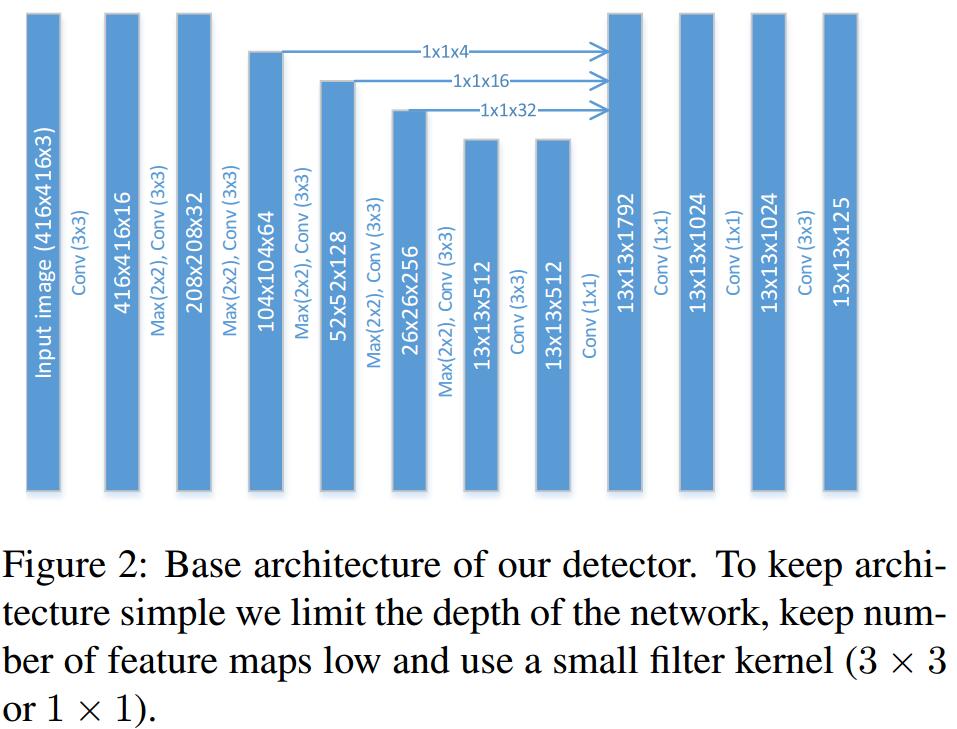 1x1x4
1x1x16
1x1x32
Input image (416x416x3)
Conv (3x3)
416x416x16
Max(2x2), Conv (3x3)
208x208x32
Max(2x2), Conv (3x3)
104x104x64
Max(2x2), Conv (3x3)
52x52x128
Max(2x2), Conv (3x3)
26x26x256
Max(2x2), Conv (3x3)
13x13x512
Conv (3x3)
13x13x512
Conv (1x1)
13x13x1792
Conv (1x1)
13x13x1024
Conv (1x1)
13x13x1024
Conv (3x3)
13x13x125
Figure 2: Base architecture of our detector. To keep archi-
tecture simple we limit the depth of the network, keep num-
ber of feature maps low and use a small filter kernel (3 × 3
or 1 × 1).